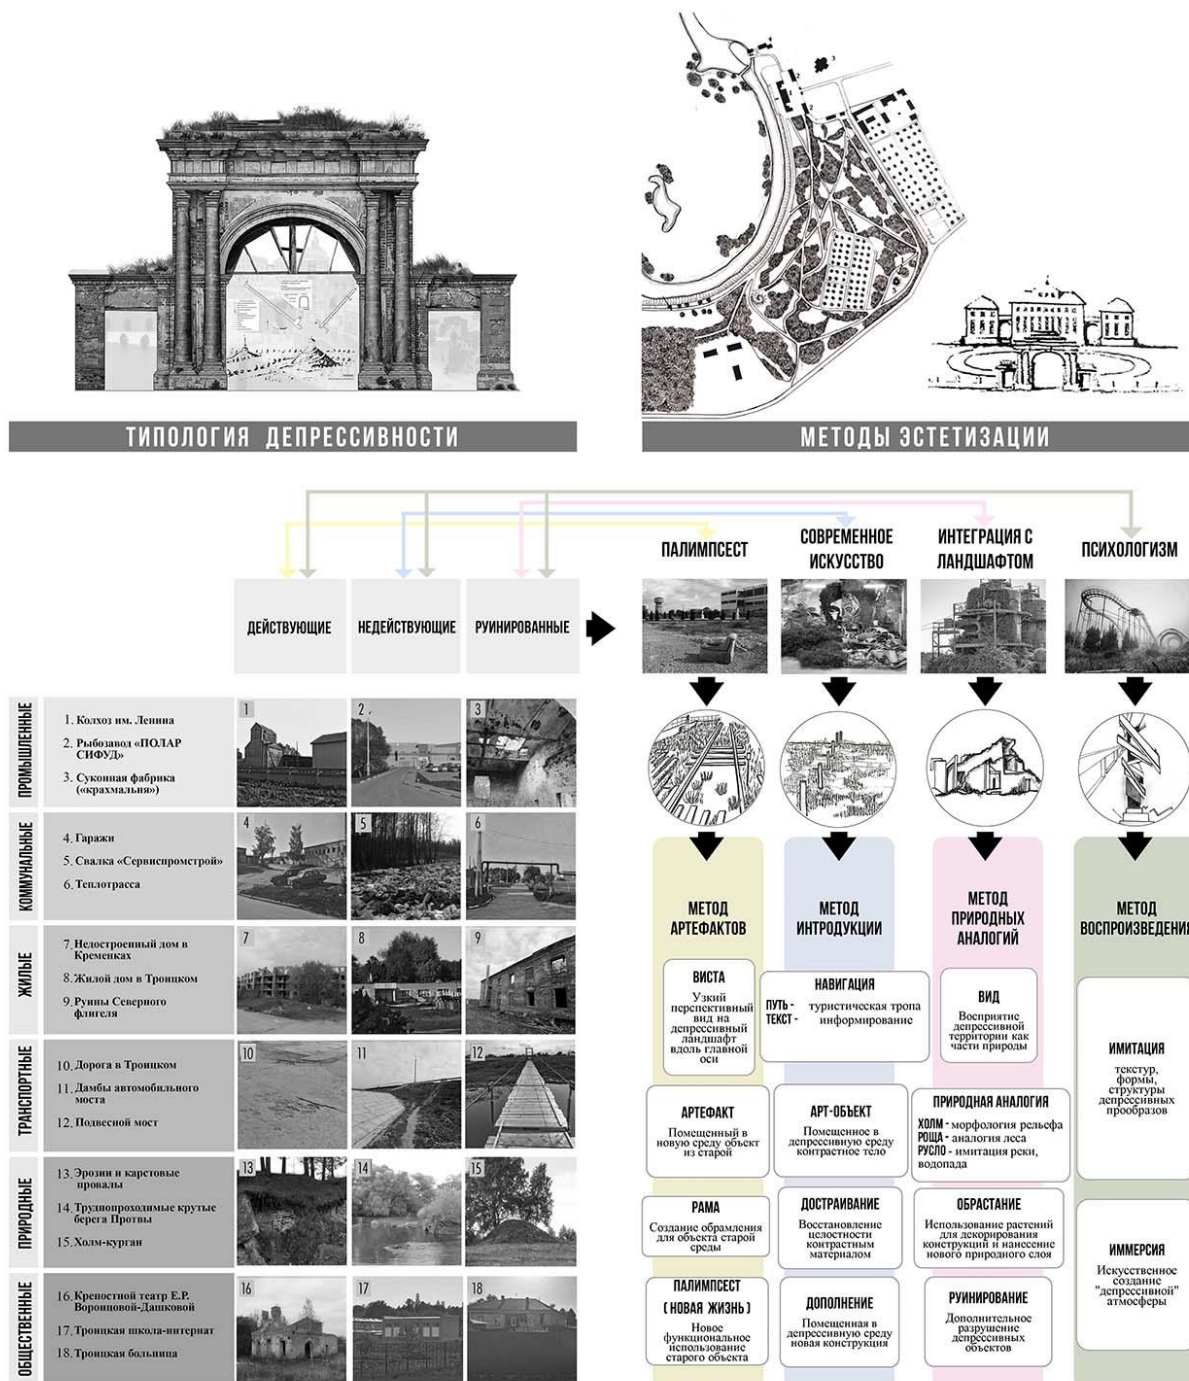 ТИПОЛОГИЯ ДЕПРЕССИВНОСТИ
МЕТОДЫ ЭСТЕТИЗАЦИИ
ДЕЙСТВУЮЩИЕ
НЕДЕЙСТВУЮЩИЕ
РУИНИРОВАННЫЕ
ПАЛИМПСЕСТ
СОВРЕМЕННОЕ
ИСКУССТВО
ИНТЕГРАЦИЯ С
ЛАНДШАФТОМ
ПСИХОЛОГИЗМ
ПРОМЫШЛЕННЫЕ
1. Колхоз им. Ленина
2. Рыбозавод «ПОЛАР
СИФУД»
3. Суконная фабрика
(«крахмальня»)
1
2
3
КОММУНАЛЬНЫЕ
4. Гаражи
5. Свалка «Сервиспромстрой»
6. Теплотрасса
4
5
6
ЖИЛЫЕ
7. Недостроенный дом в
Кременках
8. Жилой дом в Троицком
9. Руины Северного
флигеля
7
8
9
ТРАНСПОРТНЫЕ
10. Дорога в Троицком
11. Дамбы автомобильного
моста
12. Подвесной мост
10
11
12
ПРИРОДНЫЕ
13. Эрозии и карстовые
провалы
14. Труднопроходимые крутые
берега Протвы
15. Холм-курган
13
14
15
ОБЩЕСТВЕННЫЕ
16. Крепостной театр Е.Р.
Воронцовой-Дашковой
17. Троицкая школа-интернат
18. Троицкая больница
16
17
18
МЕТОД
АРТЕФАКТОВ
ВИСТА
Узкий
перспективный
вид на
депрессивный
ландшафт
вдоль главной
оси
АРТЕФАКТ
Помещенный в
новую среду объект
из старой
РАМА
Создание обрамления
для объекта старой
среды
ПАЛИМПСЕСТ
(НОВАЯ ЖИЗНЬ)
Новое
функциональное
использование
старого объекта
МЕТОД
ИНТРОДУКЦИИ
НАВИГАЦИЯ
ПУТЬ - туристическая тропа
ТЕКСТ - информирование
АРТ-ОБЪЕКТ
Помещенное в
депрессивную среду
контрастное тело
ДОСТРАИВАНИЕ
Восстановление
целостности
контрастным
материалом
ДОПОЛНЕНИЕ
Помещенная в
депрессивную среду
новая конструкция
МЕТОД
ПРИРОДНЫХ
АНАЛОГИЙ
ВИД
Восприятие
депрессивной
территории как
части природы
ПРИРОДНАЯ АНАЛОГИЯ
ХОЛМ - морфология рельефа
РОЩА - аналогия леса
РУСЛО - имитация реки,
водопада
ОБРАСТАНИЕ
Использование растений
для декорирования
конструкций и нанесение
нового природного слоя
РУИНИРОВАНИЕ
Дополнительное
разрушение
депрессивных
объектов
МЕТОД
ВОСПРОИЗВЕДЕНИЯ
ИМИТАЦИЯ
текстур,
формы,
структуры
депрессивных
прообразов
ИММЕРСИЯ
Искусственное
создание
"депрессивной"
атмосферы